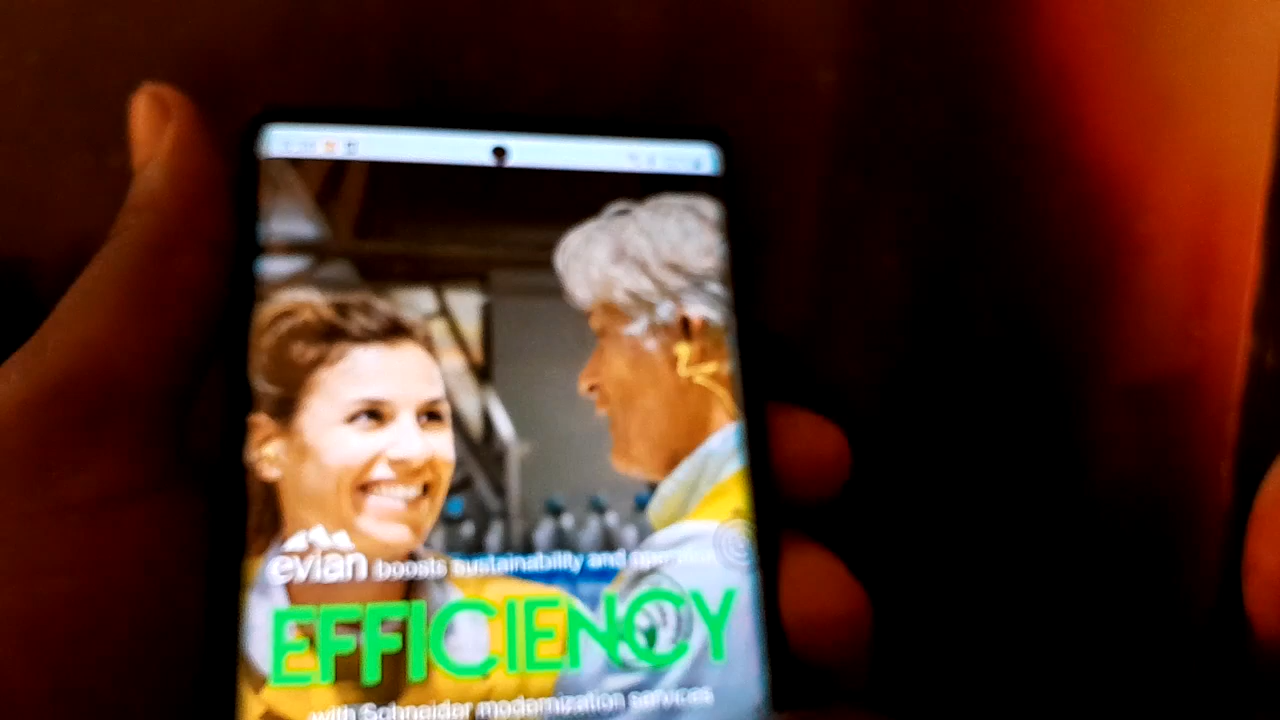 evian boosts sustainability and
EFFICIENCY
with Schneider modernization services